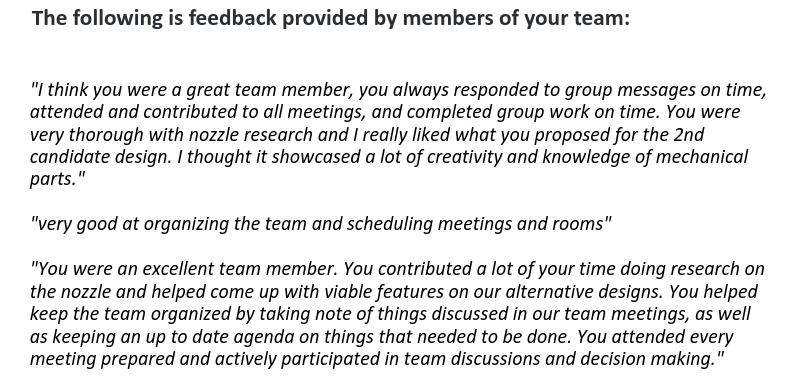 The following is feedback provided by members of your team:
"I think you were a great team member, you always responded to group messages on time,
attended and contributed to all meetings, and completed group work on time. You were
very thorough with nozzle research and I really liked what you proposed for the 2nd
candidate design. I thought it showcased a lot of creativity and knowledge of mechanical
parts."
"very good at organizing the team and scheduling meetings and rooms"
"You were an excellent team member. You contributed a lot of your time doing research on
the nozzle and helped come up with viable features on our alternative designs. You helped
keep the team organized by taking note of things discussed in our team meetings, as well
as keeping an up to date agenda on things that needed to be done. You attended every
meeting prepared and actively participated in team discussions and decision making."